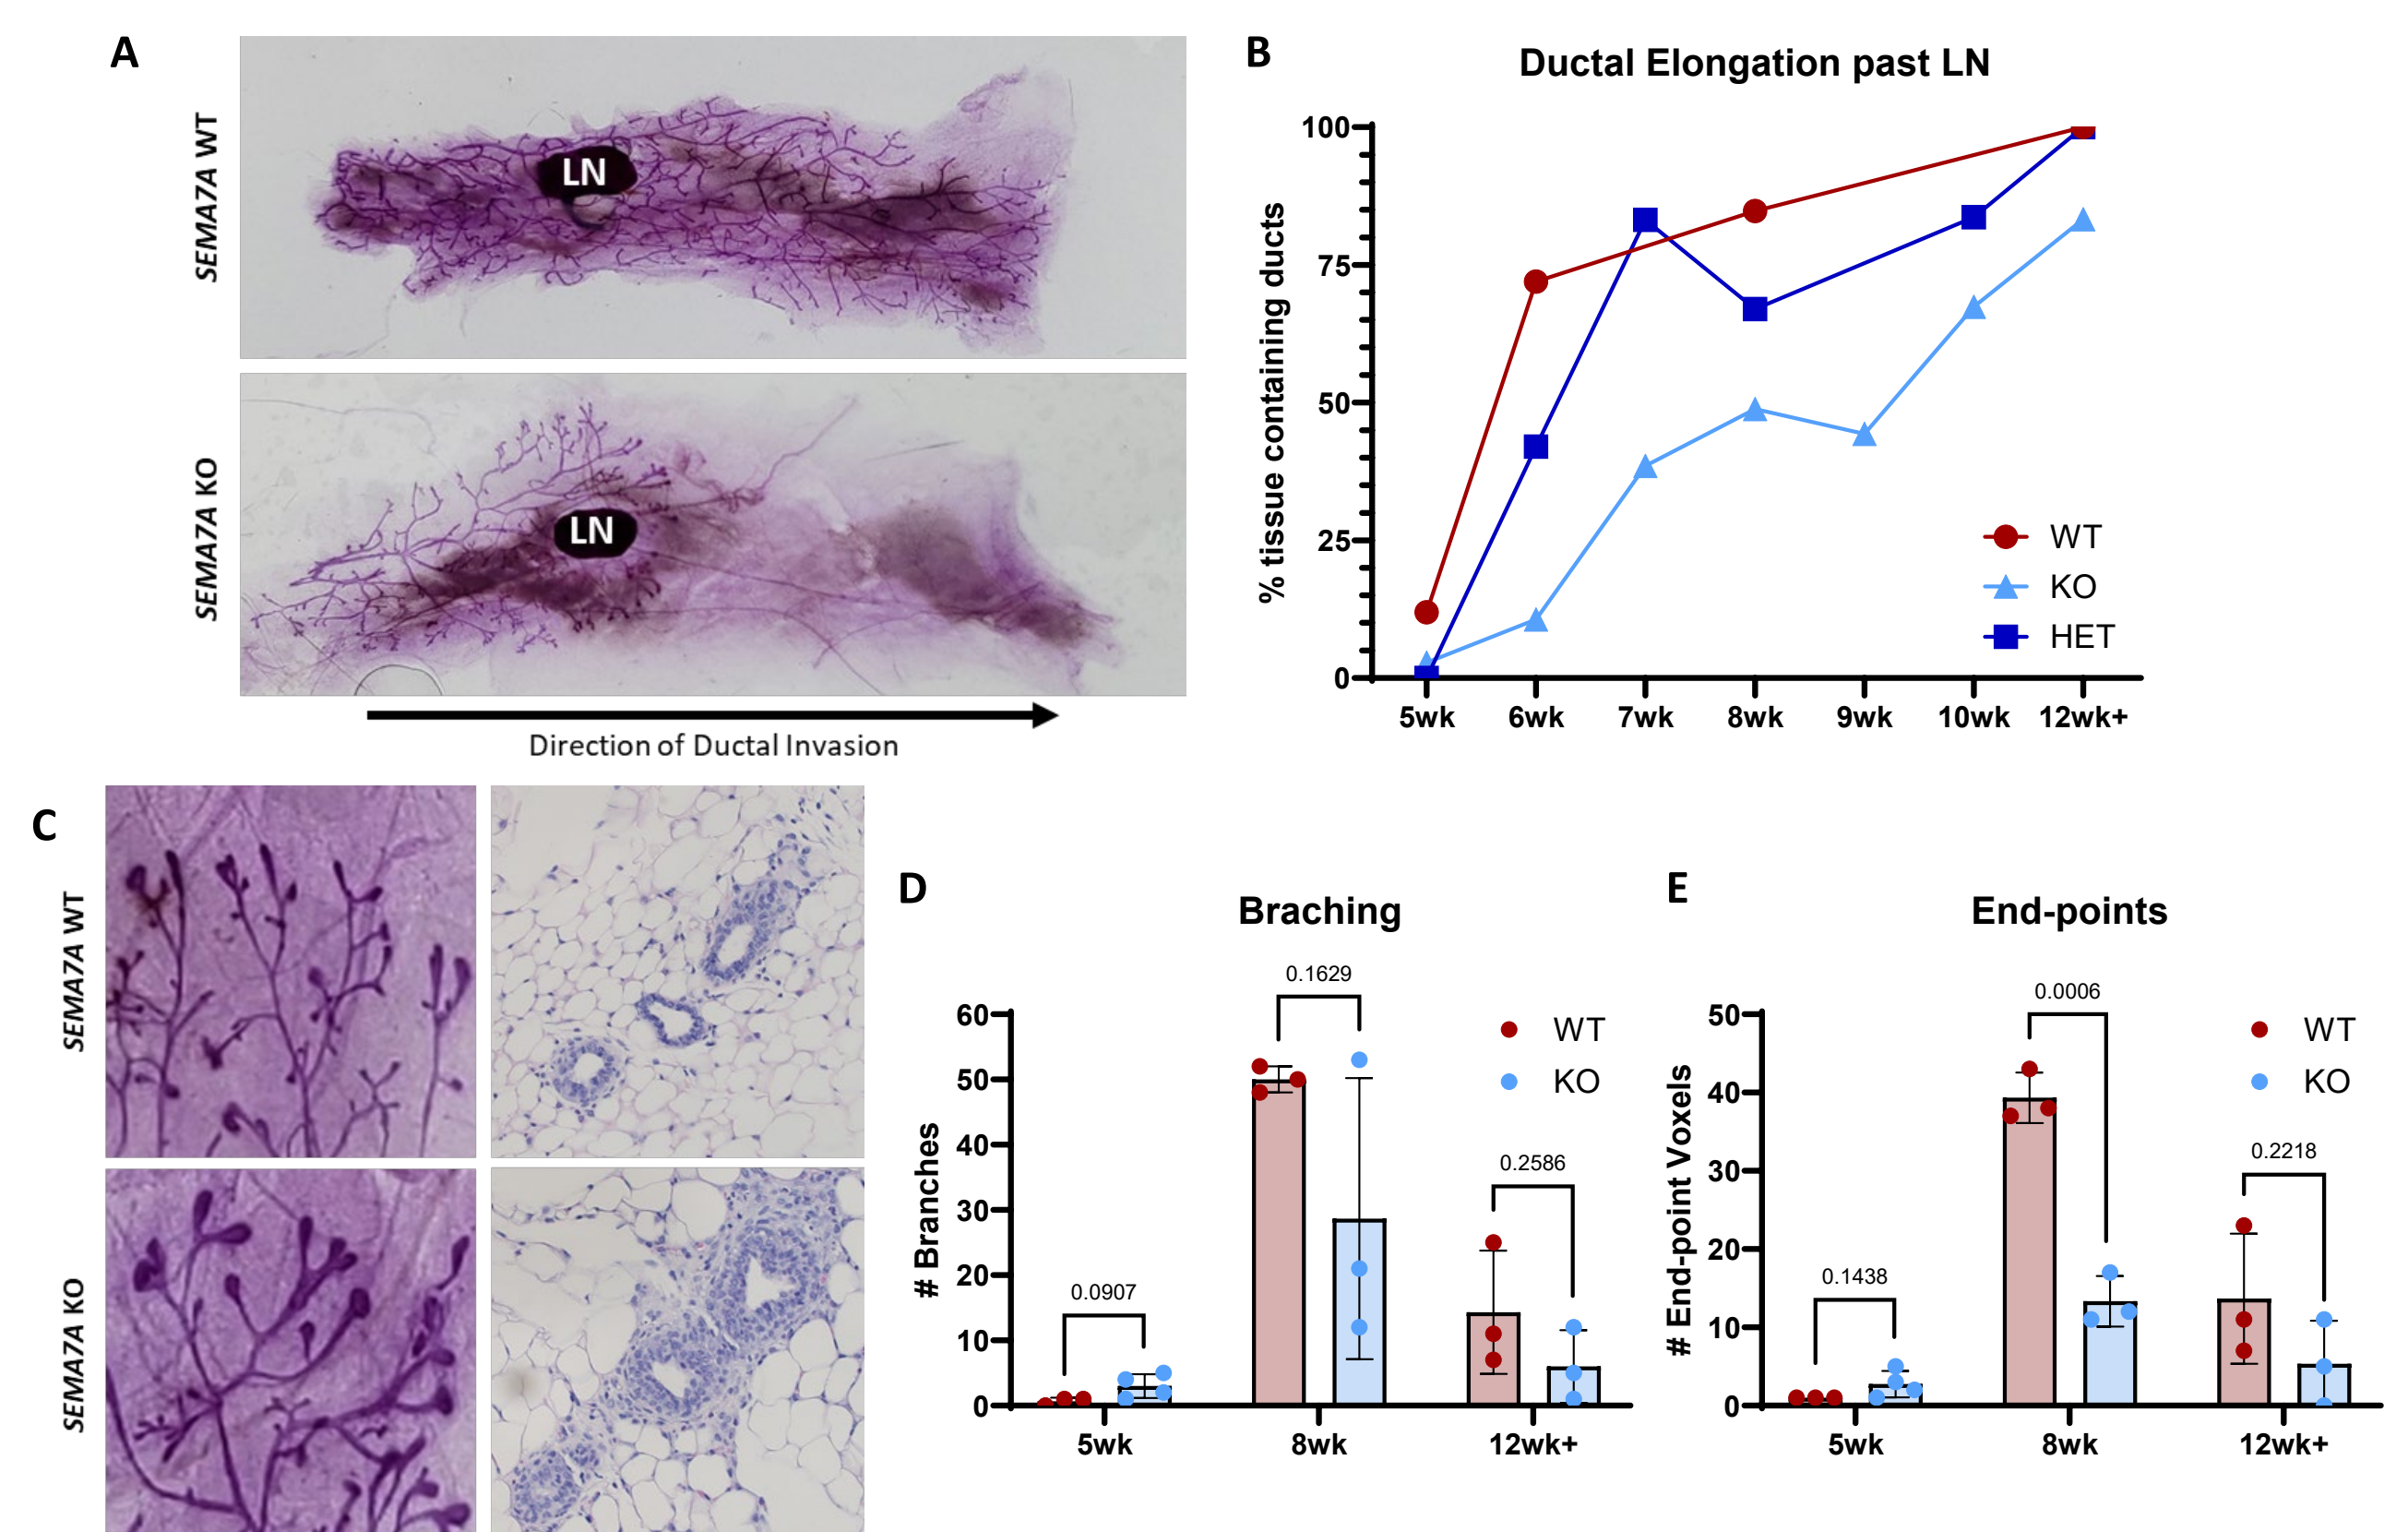 A
SEMA7A WT
LN
SEMA7A KO
LN
Direction of Ductal Invasion
B
Ductal Elongation past LN
% tissue containing ducts
100
75
50
25
0
5wk 6wk 7wk 8wk 9wk 10wk 12wk+
WT
KO
HET
C
SEMA7A WT
SEMA7A KO
D
Braching
# Branches
60
50
40
30
20
10
0
0.0907
0.1629
0.2586
WT
KO
5wk 8wk 12wk+
E
End-points
# End-point Voxels
50
40
30
20
10
0
0.1438
0.0006
0.2218
WT
KO
5wk 8wk 12wk+